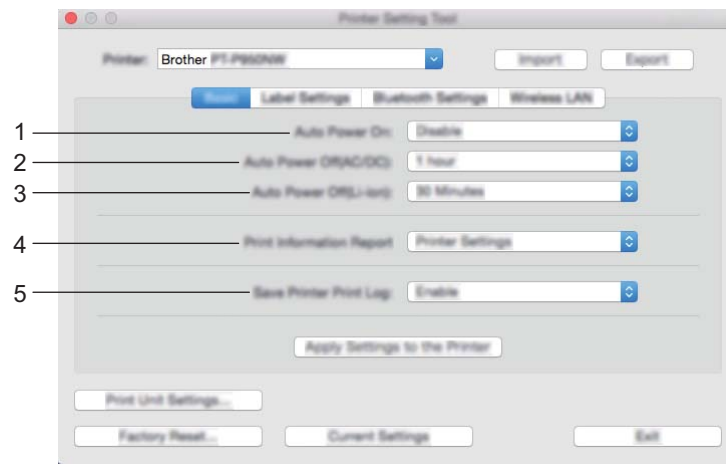 Printer Setting Tool
Printer: Brother PT-P950NW Import Export
Label Settings Bluetooth Settings Wireless LAN
1 Auto Power On: Disable
2 Auto Power Off(AC/DC): 1 hour
3 Auto Power Off(Li-ion): 30 Minutes
4 Print Information Report Printer Settings
5 Save Printer Print Log: Enable
Apply Settings to the Printer
Print Unit Settings...
Factory Reset... Current Settings Exit